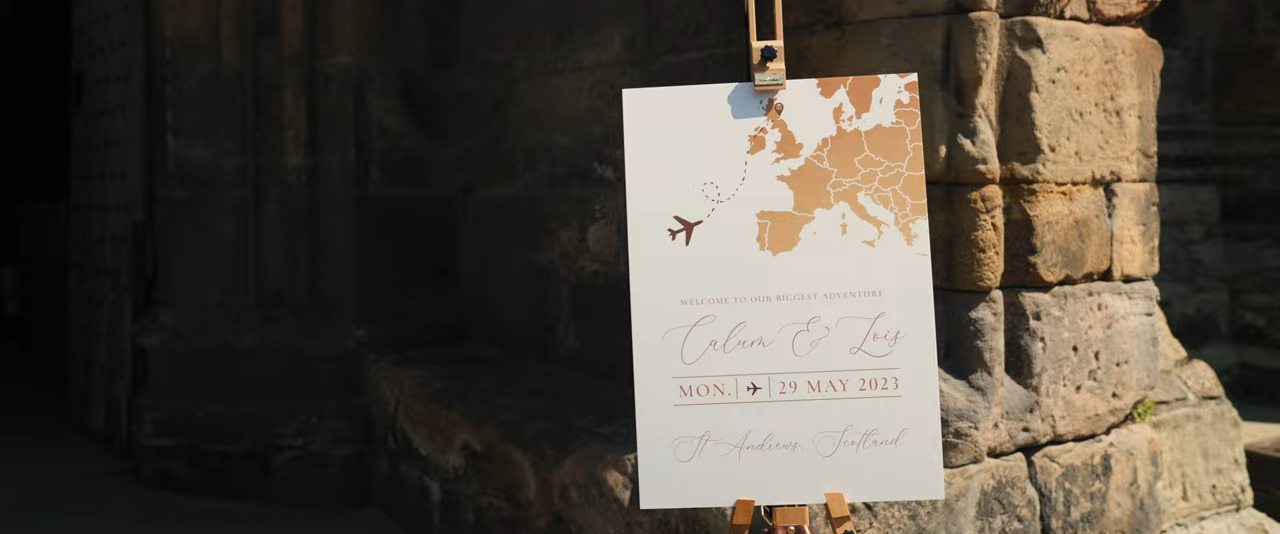 WELCOME TO OUR BIGGEST ADVENTURE
Calum & Lois
MON. | | 29 MAY 2023
St Andrews, Scotland